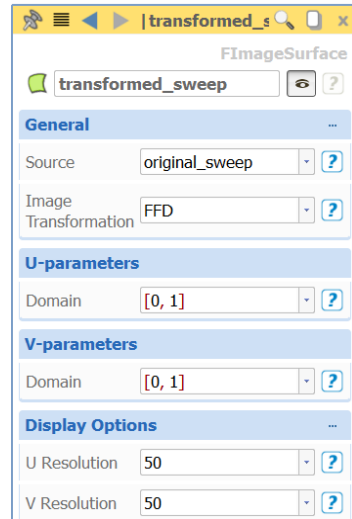 |transformed_s x
FImageSurface
transformed_sweep ?
General ...
Source original_sweep ?
Image
Transformation FFD ?
U-parameters
Domain [0, 1] ?
V-parameters
Domain [0, 1] ?
Display Options ...
U Resolution 50 ?
V Resolution 50 ?